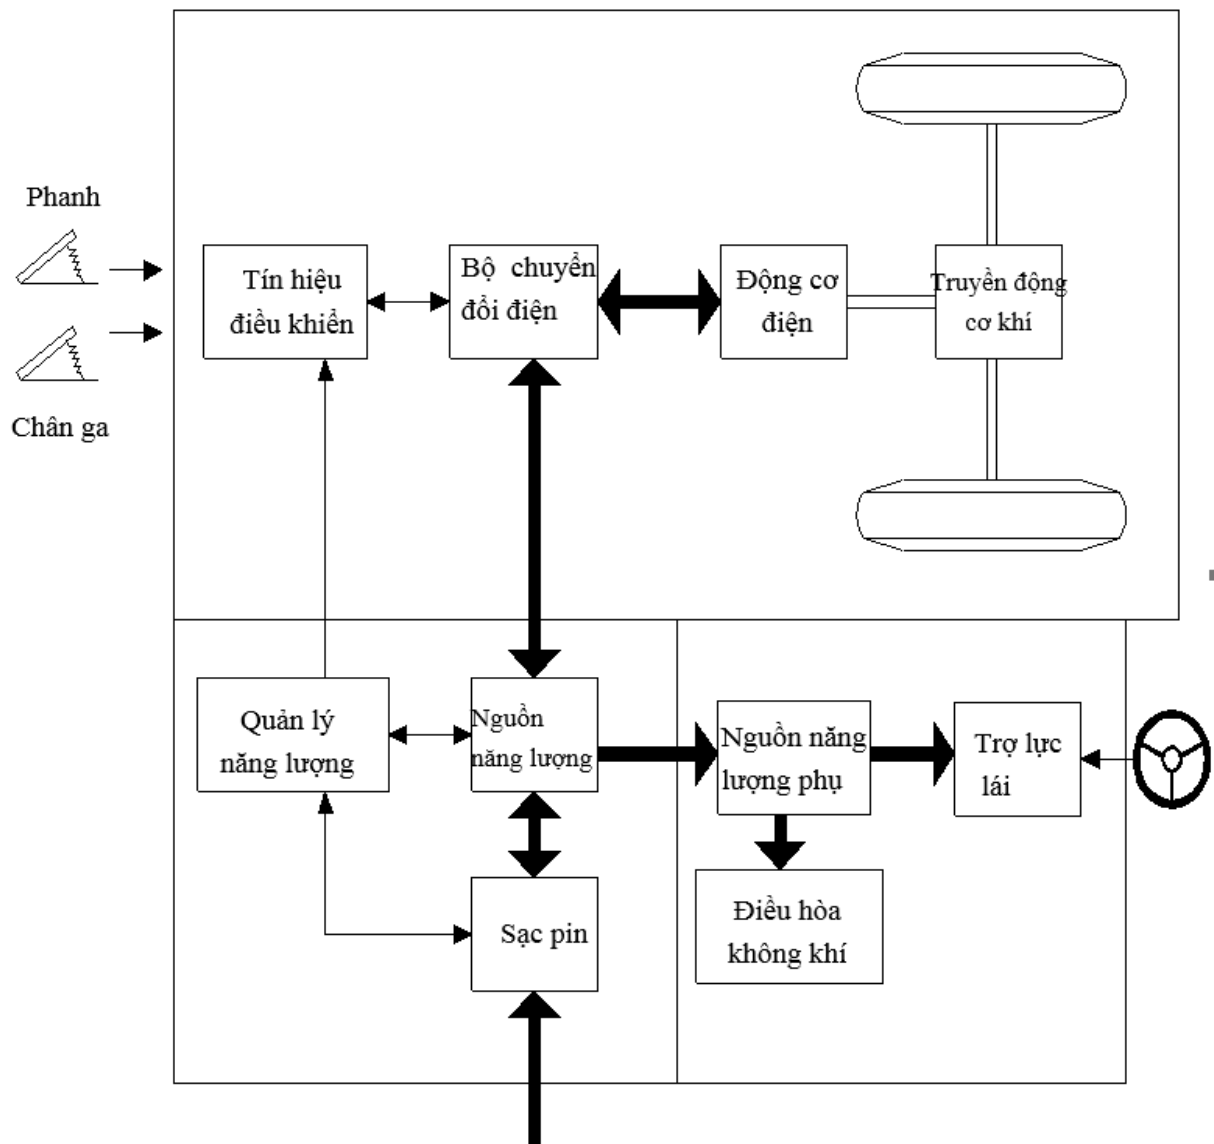 Phanh
Chân ga
Tín hiệu
điều khiển
Bộ chuyển
đổi điện
Động cơ
điện
Truyền động
cơ khí
Quản lý
năng lượng
Nguồn
năng lượng
Nguồn năng
lượng phụ
Trợ lực
lái
Sạc pin
Điều hòa
không khí